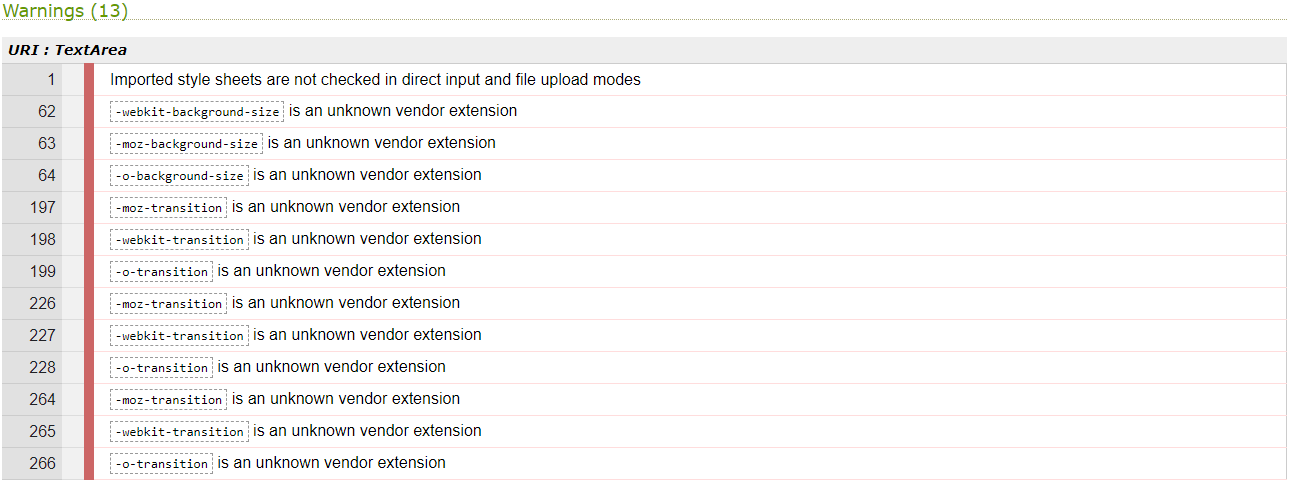 Warnings (13)
URI : TextArea
1 Imported style sheets are not checked in direct input and file upload modes
62 -webkit-background-size is an unknown vendor extension
63 -moz-background-size is an unknown vendor extension
64 -o-background-size is an unknown vendor extension
197 -moz-transition is an unknown vendor extension
198 -webkit-transition is an unknown vendor extension
199 -o-transition is an unknown vendor extension
226 -moz-transition is an unknown vendor extension
227 -webkit-transition is an unknown vendor extension
228 -o-transition is an unknown vendor extension
264 -moz-transition is an unknown vendor extension
265 -webkit-transition is an unknown vendor extension
266 -o-transition is an unknown vendor extension